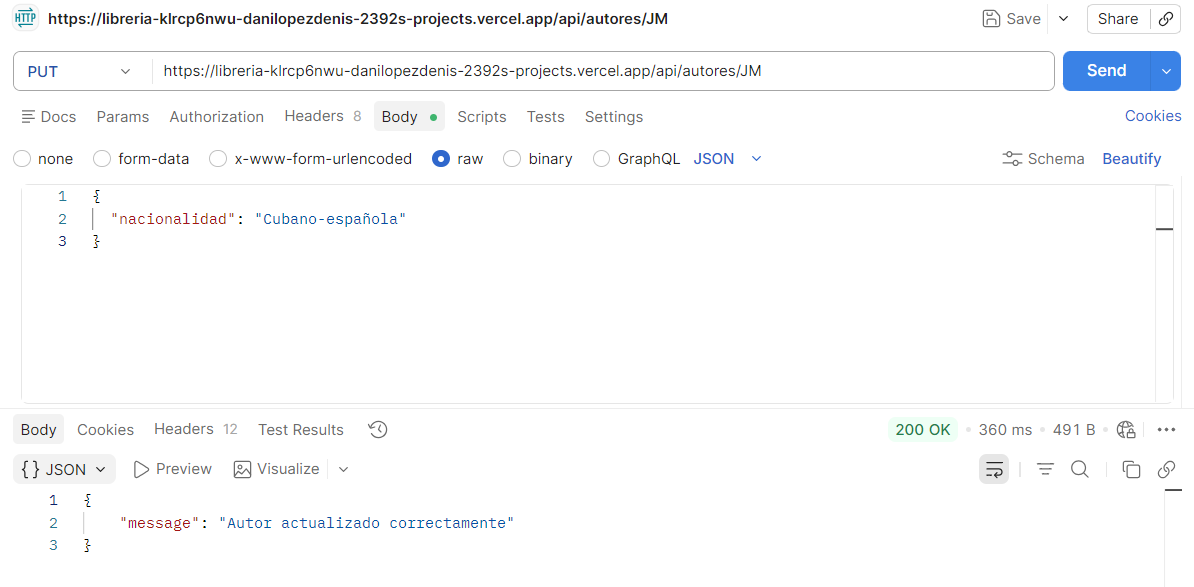 HTTP https://libreria-klrcp6nwu-danilopezdenis-2392s-projects.vercel.app/api/autores/JM Save Share
PUT https://libreria-klrcp6nwu-danilopezdenis-2392s-projects.vercel.app/api/autores/JM Send
Docs Params Authorization Headers 8 Body Scripts Tests Settings Cookies
none form-data x-www-form-urlencoded raw binary GraphQL JSON Schema Beautify
1 {
2 "nacionalidad": "Cubano-española"
3 }
Body Cookies Headers 12 Test Results 200 OK 360 ms 491 B
{} JSON Preview Visualize
1 {
2 "message": "Autor actualizado correctamente"
3 }